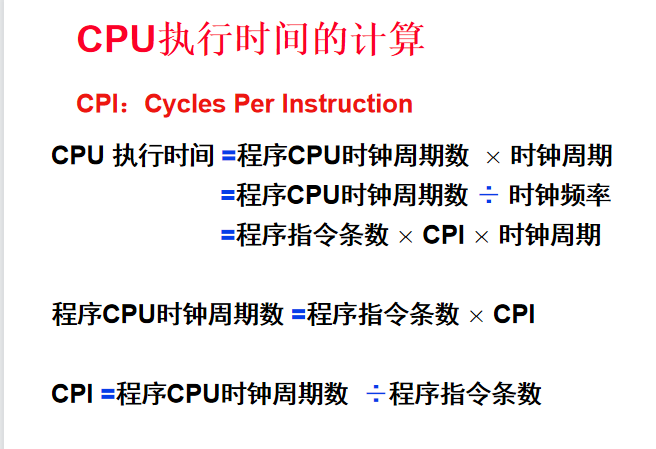 CPU执行时间的计算
CPI：Cycles Per Instruction
CPU 执行时间 =程序CPU时钟周期数 × 时钟周期
=程序CPU时钟周期数 ÷ 时钟频率
=程序指令条数 × CPI × 时钟周期
程序CPU时钟周期数 =程序指令条数 × CPI
CPI =程序CPU时钟周期数 ÷程序指令条数